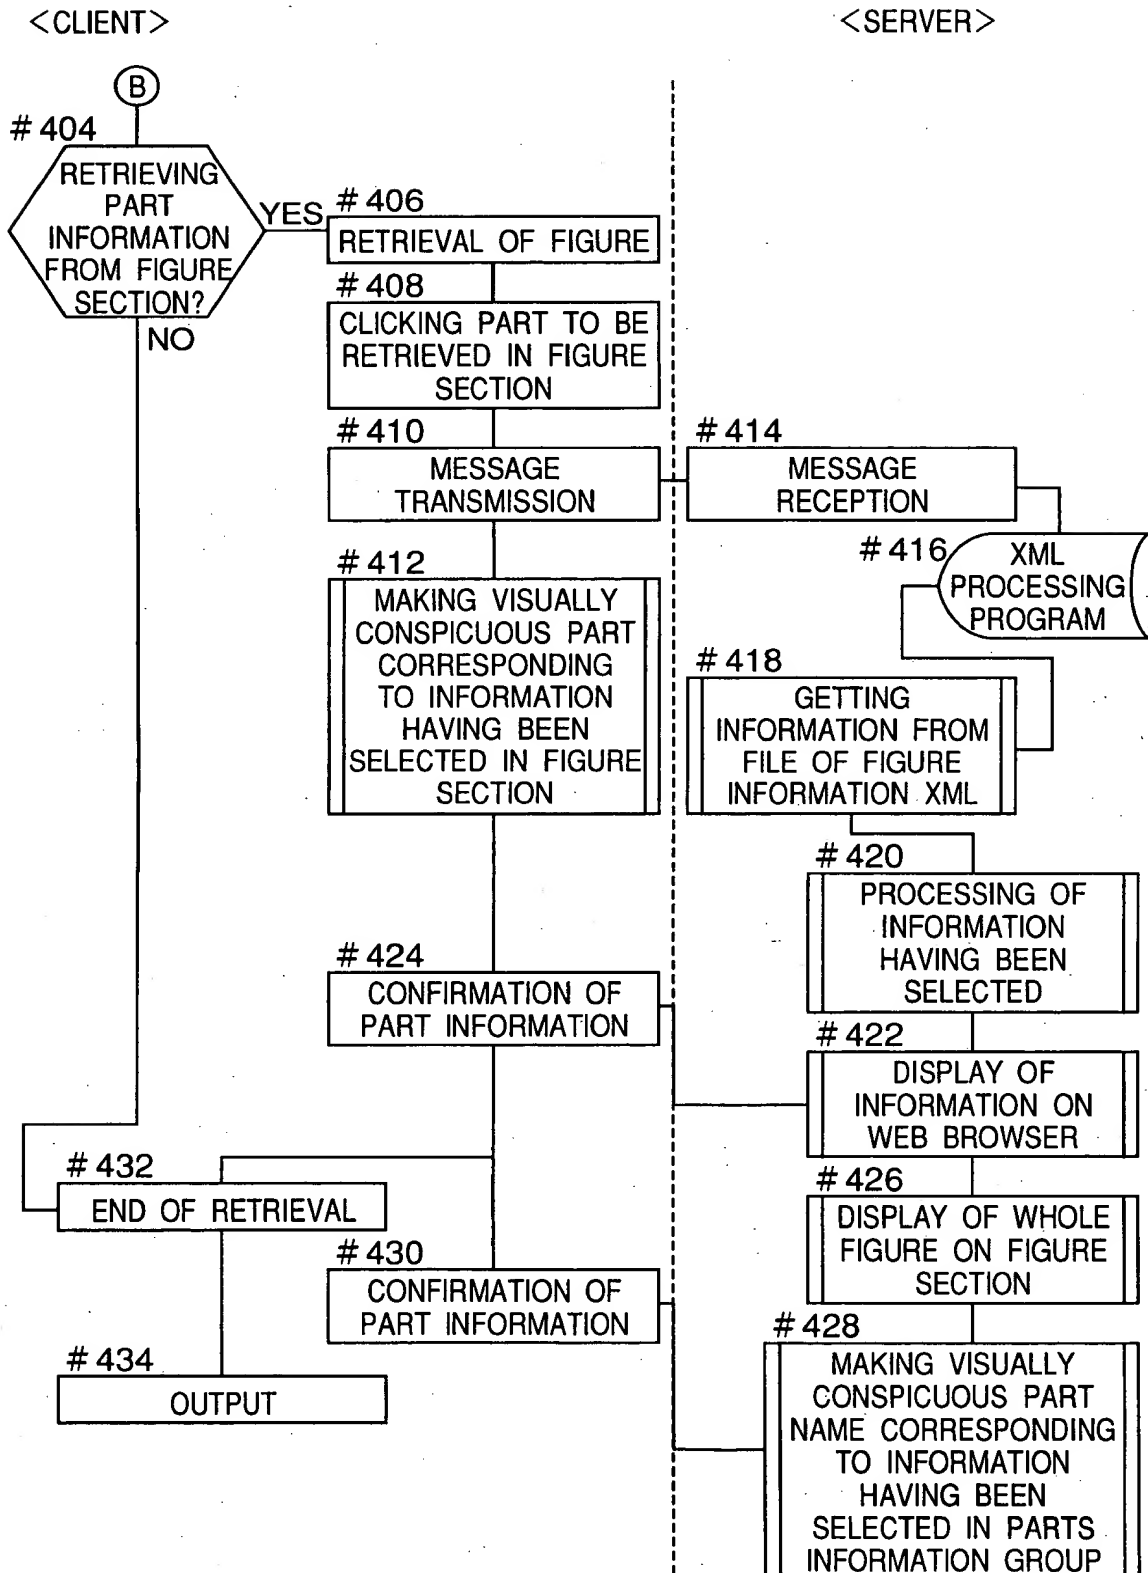 <CLIENT>
<SERVER>
B
#404
RETRIEVING
PART
INFORMATION
FROM FIGURE
SECTION?
YES
NO
#406
RETRIEVAL OF FIGURE
#408
CLICKING PART TO BE
RETRIEVED IN FIGURE
SECTION
#410
MESSAGE
TRANSMISSION
#414
MESSAGE
RECEPTION
#416
XML
PROCESSING
PROGRAM
#412
MAKING VISUALLY
CONSPICUOUS PART
CORRESPONDING
TO INFORMATION
HAVING BEEN
SELECTED IN FIGURE
SECTION
#418
GETTING
INFORMATION FROM
FILE OF FIGURE
INFORMATION XML
#420
PROCESSING OF
INFORMATION
HAVING BEEN
SELECTED
#424
CONFIRMATION OF
PART INFORMATION
#422
DISPLAY OF
INFORMATION ON
WEB BROWSER
#432
END OF RETRIEVAL
#426
DISPLAY OF WHOLE
FIGURE ON FIGURE
SECTION
#430
CONFIRMATION OF
PART INFORMATION
#428
MAKING VISUALLY
CONSPICUOUS PART
NAME CORRESPONDING
TO INFORMATION
HAVING BEEN
SELECTED IN PARTS
INFORMATION GROUP
#434
OUTPUT